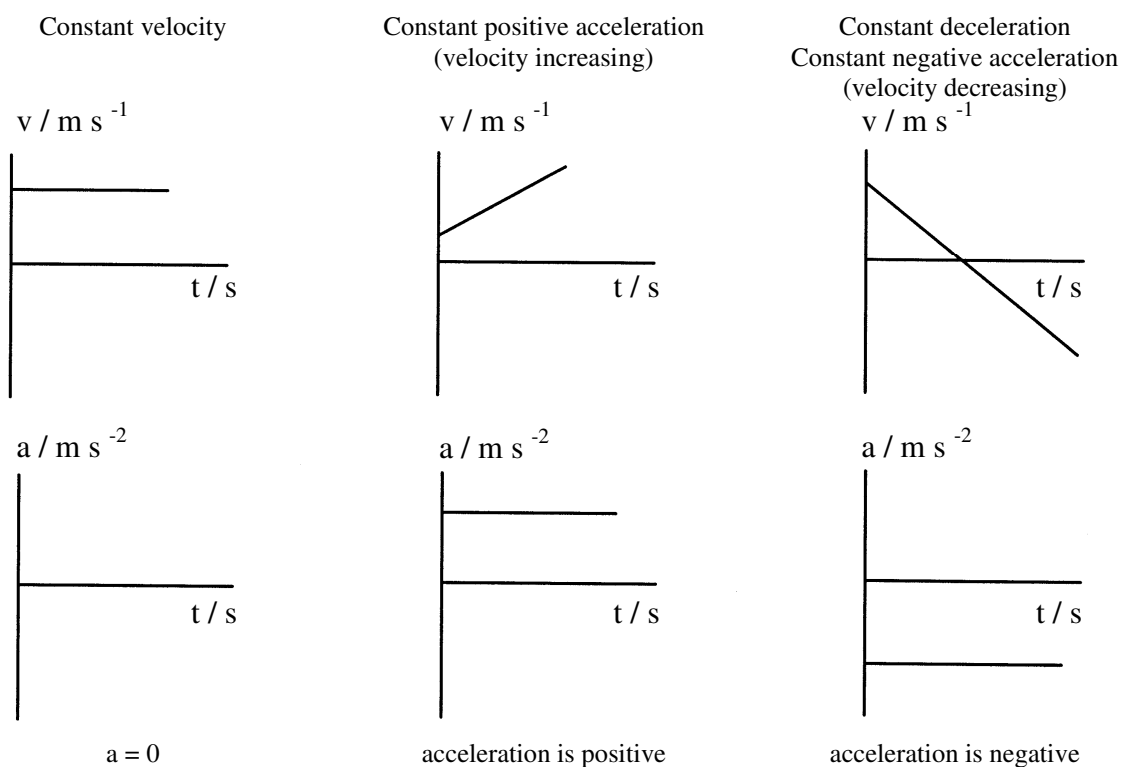 Constant velocity
Constant positive acceleration
(velocity increasing)
Constant deceleration
Constant negative acceleration
(velocity decreasing)
v / m s -1
v / m s -1
v / m s -1
t / s
t / s
t / s
a / m s -2
a / m s -2
a / m s -2
t / s
t / s
t / s
a = 0
acceleration is positive
acceleration is negative